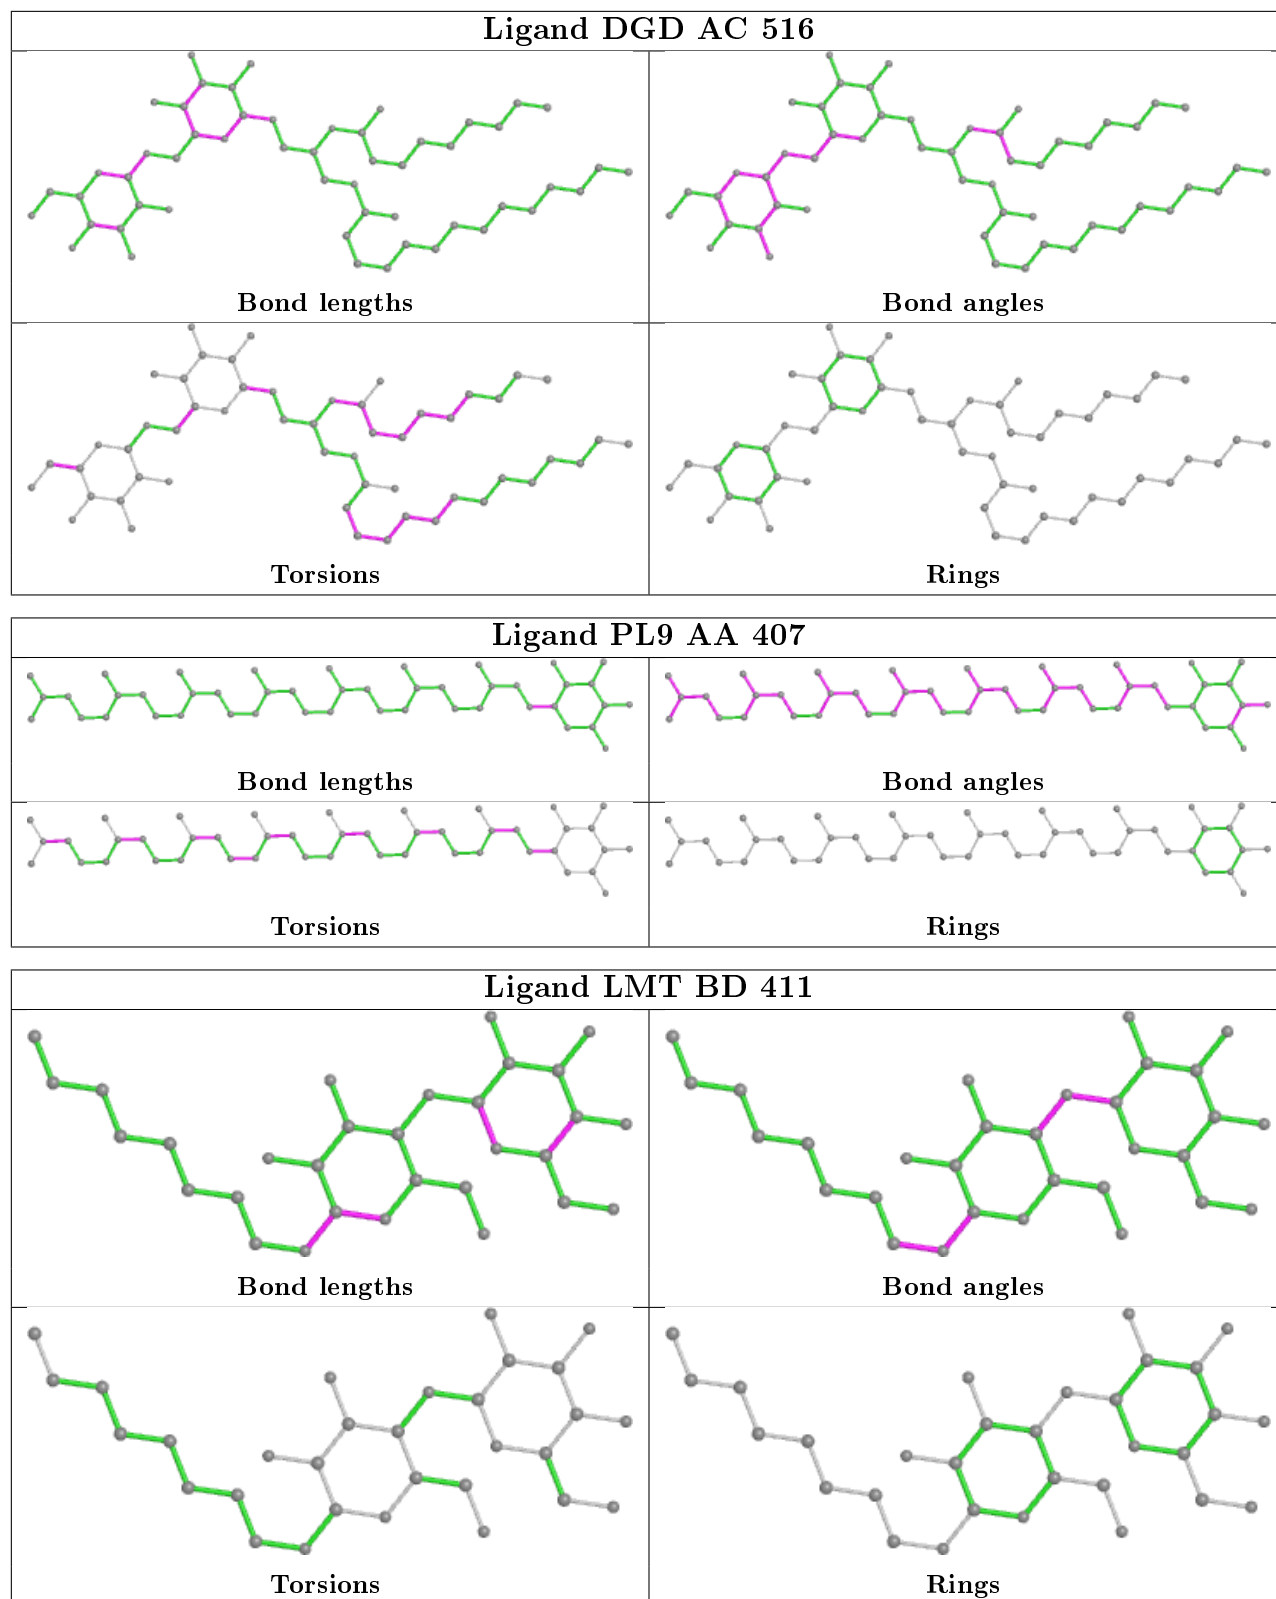 Ligand DGD AC 516
Bond lengths
Bond angles
Torsions
Rings
Ligand PL9 AA 407
Bond lengths
Bond angles
Torsions
Rings
Ligand LMT BD 411
Bond lengths
Bond angles
Torsions
Rings